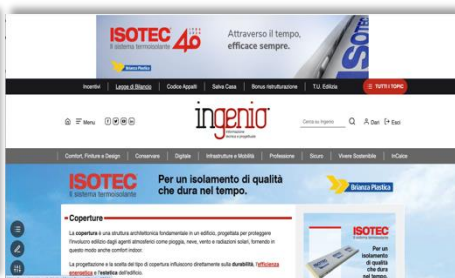 ISOTEC 40
Il sistema termoisolante
Brianza Plastica
Attraverso il tempo,
efficace sempre.
Incentivi | Legge di Bilancio | Codice Appalti | Salva Casa | Bonus ristrutturazione | T.U. Edilizia TUTTI I TOPIC
Menu
ingenio
informazione
tecnica e progettuale
Cerca su Ingenio
Dari Esci
Comfort, Finiture e Design | Conservare | Digitale | Infrastrutture e Mobilità | Professione | Sicuro | Vivere Sostenibile | InCalce
ISOTEC
Il sistema termoisolante
Per un isolamento di qualità
che dura nel tempo.
Brianza Plastica
Coperture
La copertura è una struttura architettonica fondamentale in un edificio, progettata per proteggere
l'involucro edilizio dagli agenti atmosferici come pioggia, neve, vento e radiazioni solari, fornendo in
questo modo anche comfort indoor.
La progettazione e la scelta del tipo di copertura influiscono direttamente sulla durabilità, l'efficienza
energetica e l'estetica dell'edificio.
ISOTEC
Per un
isolamento
di qualità
che dura
nel tempo.